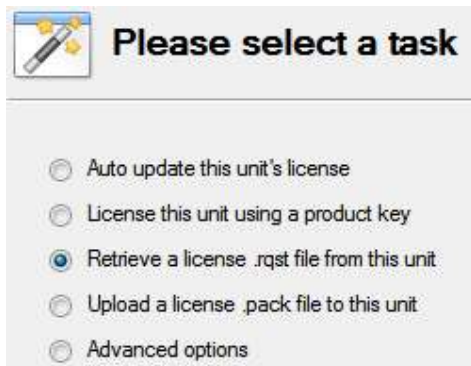 Please select a task
Auto update this unit's license
License this unit using a product key
Retrieve a license .rqst file from this unit
Upload a license .pack file to this unit
Advanced options